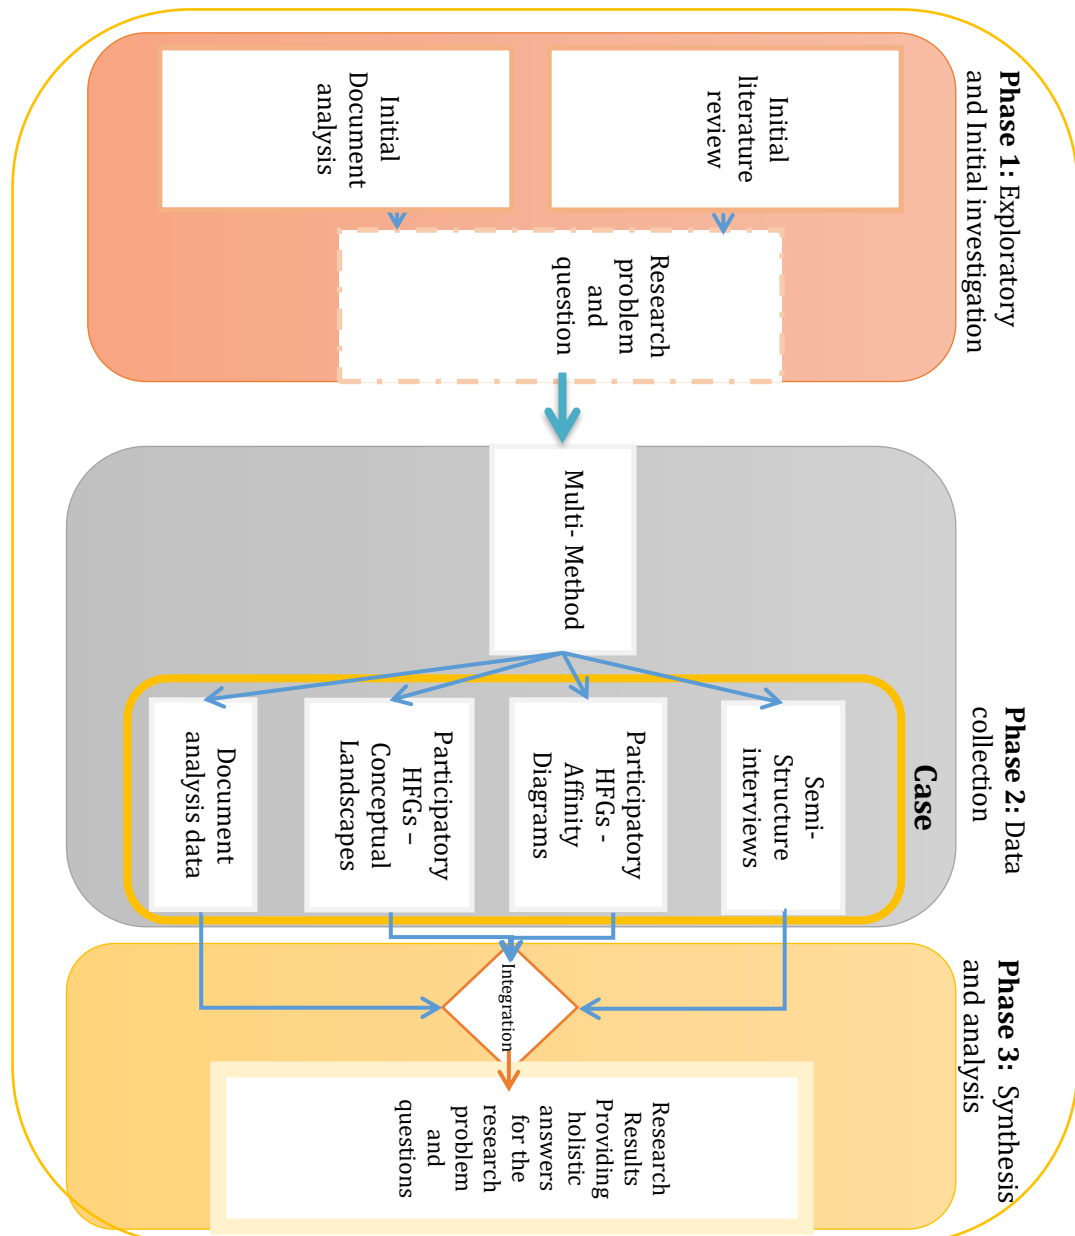 Phase 1: Exploratory
and Initial investigation
Initial
literature
review
Initial
Document
analysis
Research
problem
and
question
Phase 2: Data
collection
Multi- Method
Case
Semi-
Structure
interviews
Participatory
HFGs -
Affinity
Diagrams
Participatory
HFGs –
Conceptual
Landscapes
Document
analysis data
Phase 3: Synthesis
and analysis
Integration
Research
Results
Providing
holistic
answers
for the
research
problem
and
questions